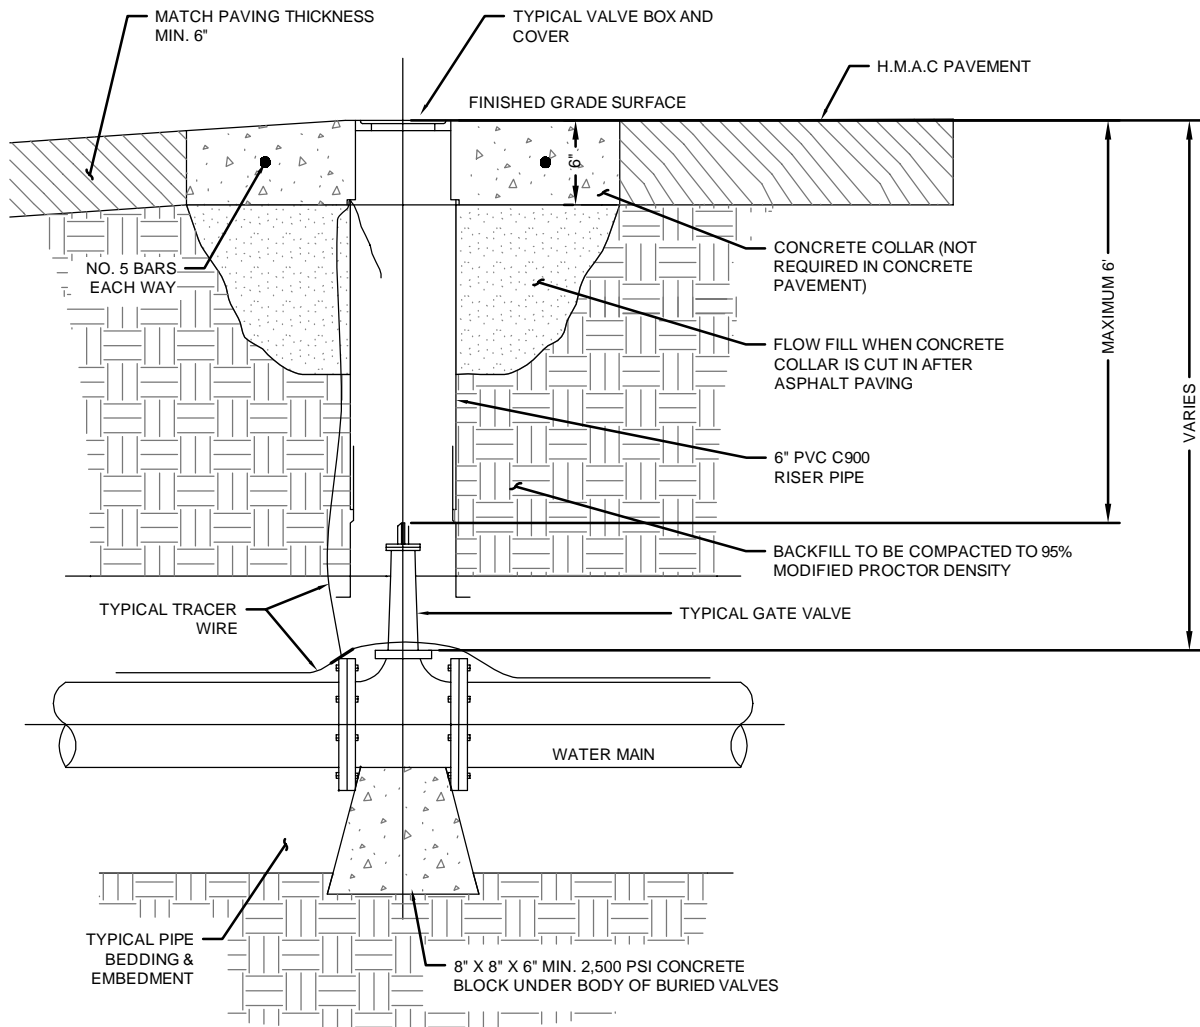 MATCH PAVING THICKNESS
MIN. 6"
TYPICAL VALVE BOX AND
COVER
H.M.A.C PAVEMENT
FINISHED GRADE SURFACE
6"
NO. 5 BARS
EACH WAY
CONCRETE COLLAR (NOT
REQUIRED IN CONCRETE
PAVEMENT)
MAXIMUM 6'
FLOW FILL WHEN CONCRETE
COLLAR IS CUT IN AFTER
ASPHALT PAVING
VARIES
6" PVC C900
RISER PIPE
BACKFILL TO BE COMPACTED TO 95%
MODIFIED PROCTOR DENSITY
TYPICAL TRACER
WIRE
TYPICAL GATE VALVE
WATER MAIN
TYPICAL PIPE
BEDDING &
EMBEDMENT
8" X 8" X 6" MIN. 2,500 PSI CONCRETE
BLOCK UNDER BODY OF BURIED VALVES